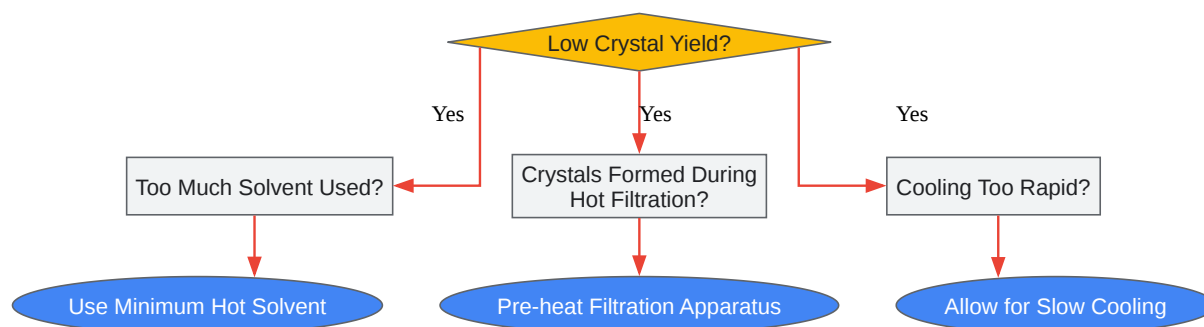 Low Crystal Yield?
Yes
Yes
Yes
Too Much Solvent Used?
Crystals Formed During
Hot Filtration?
Cooling Too Rapid?
Use Minimum Hot Solvent
Pre-heat Filtration Apparatus
Allow for Slow Cooling